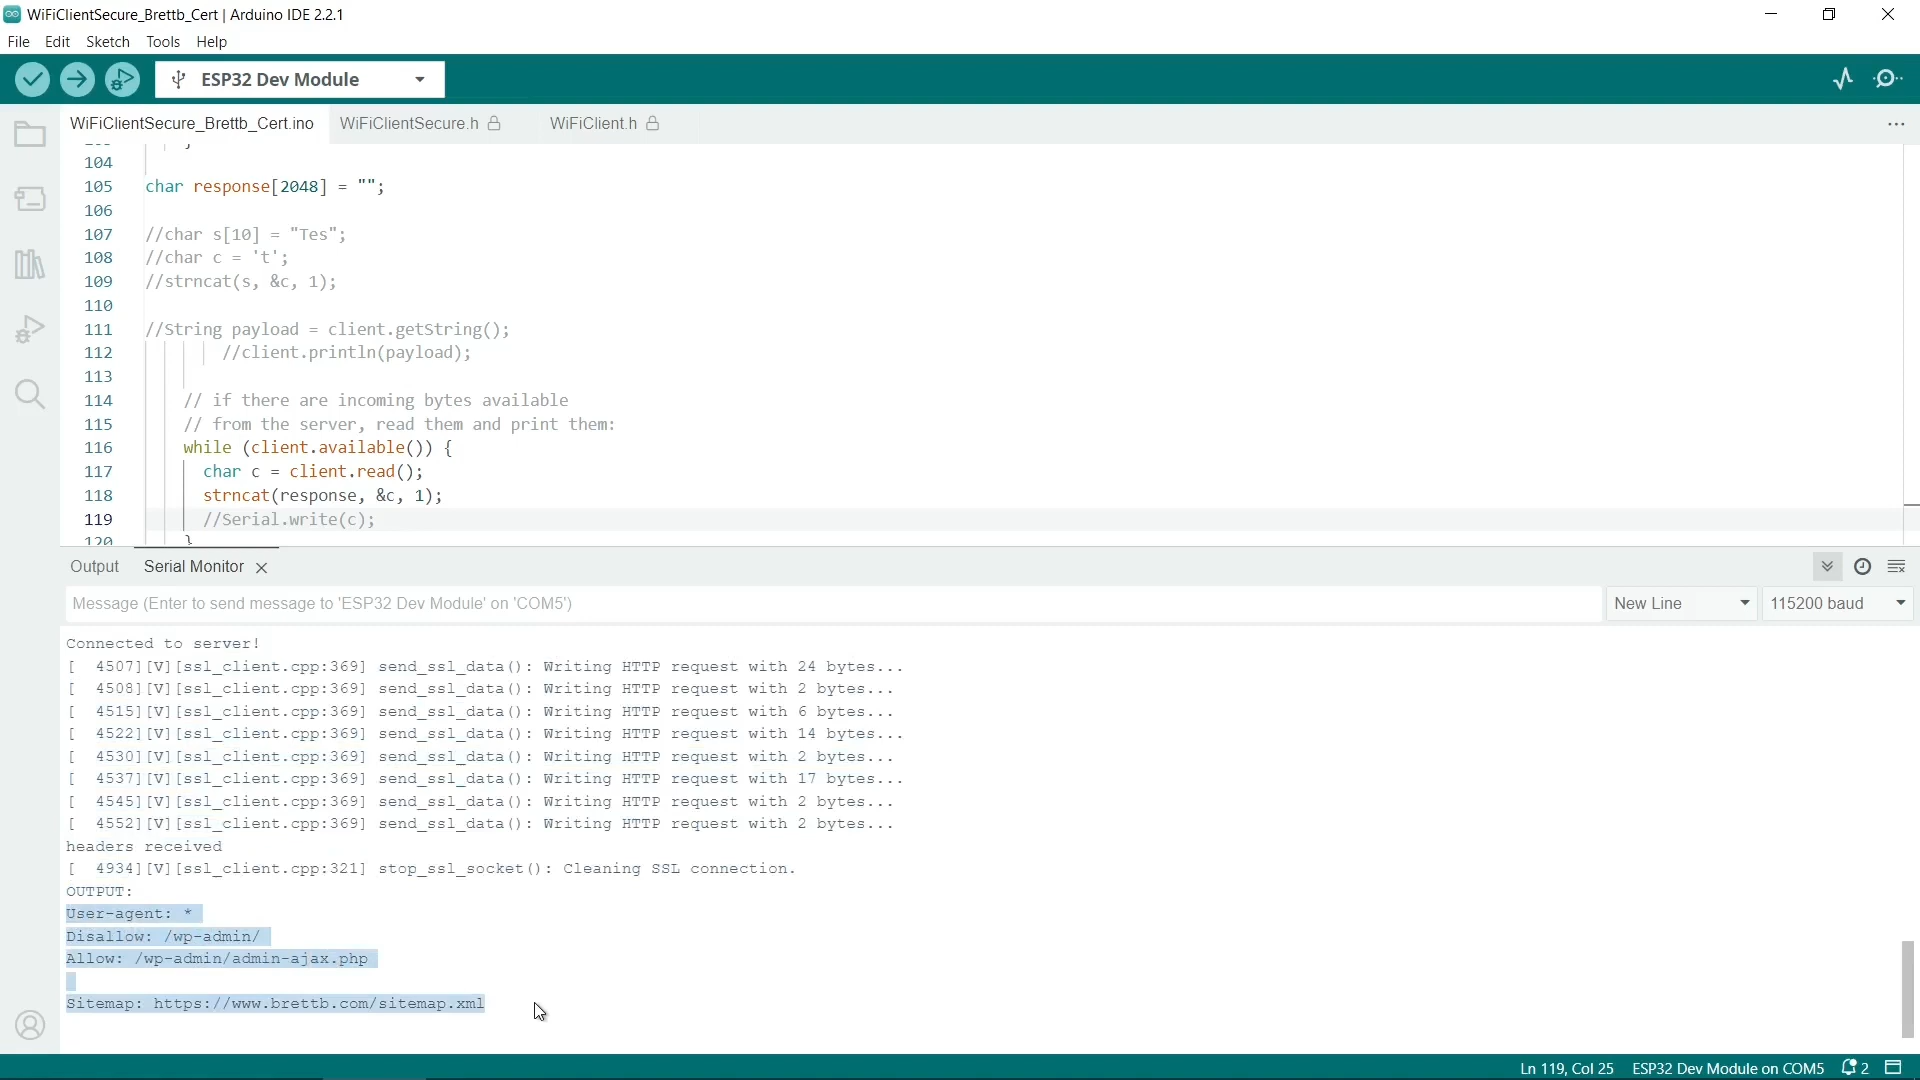 WiFiClientSecure_Brettb_Cert | Arduino IDE 2.2.1
File Edit Sketch Tools Help
ESP32 Dev Module
WiFiClientSecure_Brettb_Cert.ino WiFiClientSecure.h WiFiClient.h
104
105 char response[2048] = "";
106
107 //char s[10] = "Tes";
108 //char c = 't';
109 //strncat(s, &c, 1);
110
111 //String payload = client.getString();
112 //client.println(payload);
113
114 // if there are incoming bytes available
115 // from the server, read them and print them:
116 while (client.available()) {
117 char c = client.read();
118 strncat(response, &c, 1);
119 //Serial.write(c);
120 }
Output Serial Monitor
Message (Enter to send message to 'ESP32 Dev Module' on 'COM5') New Line 115200 baud
Connected to server!
[ 4507][V][ssl_client.cpp:369] send_ssl_data(): Writing HTTP request with 24 bytes...
[ 4508][V][ssl_client.cpp:369] send_ssl_data(): Writing HTTP request with 2 bytes...
[ 4515][V][ssl_client.cpp:369] send_ssl_data(): Writing HTTP request with 6 bytes...
[ 4522][V][ssl_client.cpp:369] send_ssl_data(): Writing HTTP request with 14 bytes...
[ 4530][V][ssl_client.cpp:369] send_ssl_data(): Writing HTTP request with 2 bytes...
[ 4537][V][ssl_client.cpp:369] send_ssl_data(): Writing HTTP request with 17 bytes...
[ 4545][V][ssl_client.cpp:369] send_ssl_data(): Writing HTTP request with 2 bytes...
[ 4552][V][ssl_client.cpp:369] send_ssl_data(): Writing HTTP request with 2 bytes...
headers received
[ 4934][V][ssl_client.cpp:321] stop_ssl_socket(): Cleaning SSL connection.
OUTPUT:
User-agent: *
Disallow: /wp-admin/
Allow: /wp-admin/admin-ajax.php
Sitemap: https://www.brettb.com/sitemap.xml
Ln 119, Col 25 ESP32 Dev Module on COM5 2